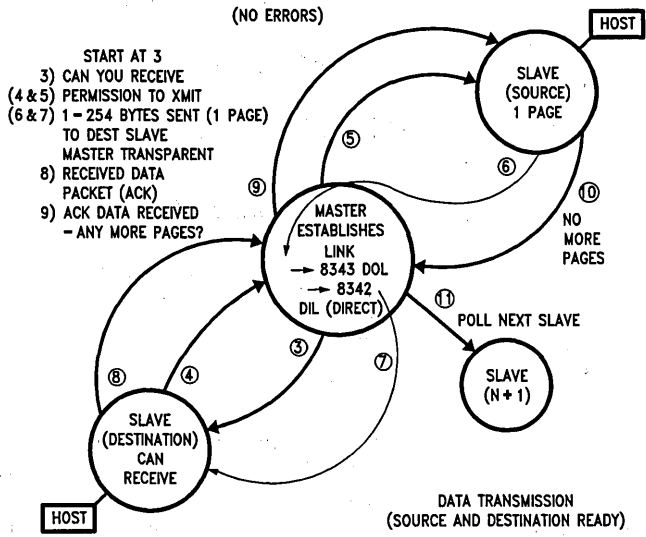 (NO ERRORS)
HOST
START AT 3
3) CAN YOU RECEIVE
(4 & 5) PERMISSION TO XMIT
(6 & 7) 1 – 254 BYTES SENT (1 PAGE)
TO DEST SLAVE
MASTER TRANSPARENT
8) RECEIVED DATA
PACKET (ACK)
9) ACK DATA RECEIVED
– ANY MORE PAGES?
SLAVE
(SOURCE)
1 PAGE
⑤
⑥
⑨
⑩
NO
MORE
PAGES
MASTER
ESTABLISHES
LINK
→ 8343 DOL
→ 8342
DIL (DIRECT)
⑪
POLL NEXT SLAVE
③
⑦
⑧
④
SLAVE
(N + 1)
SLAVE
(DESTINATION)
CAN
RECEIVE
HOST
DATA TRANSMISSION
(SOURCE AND DESTINATION READY)